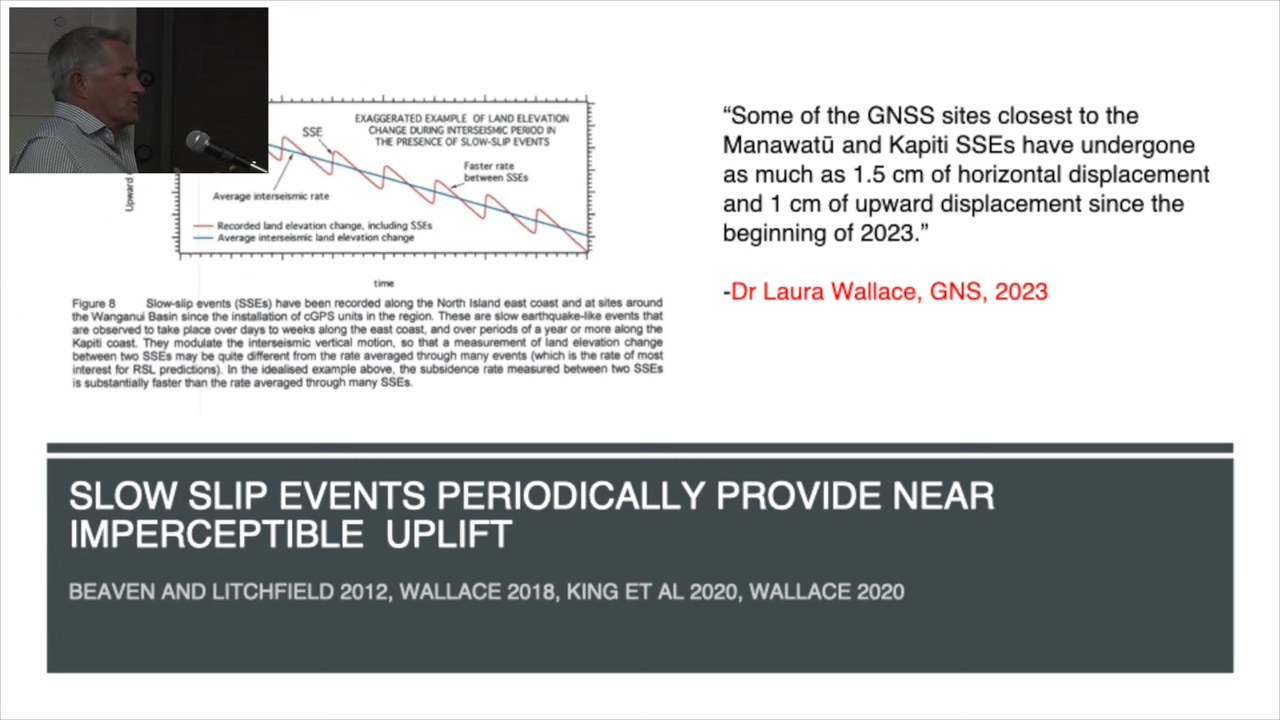 SSE
EXAGGERATED EXAMPLE OF LAND ELEVATION
CHANGE DURING INTERSEISMIC PERIOD IN
THE PRESENCE OF SLOW-SLIP EVENTS
Faster rate
between SSEs
Average interseismic rate
Upward
Recorded land elevation change, including SSEs
Average interseismic land elevation change
time
Figure 8 Slow-slip events (SSEs) have been recorded along the North Island east coast and at sites around
the Wanganui Basin since the installation of cGPS units in the region. These are slow earthquake-like events that
are observed to take place over days to weeks along the east coast, and over periods of a year or more along the
Kapiti coast. They modulate the interseismic vertical motion, so that a measurement of land elevation change
between two SSEs may be quite different from the rate averaged through many events (which is the rate of most
interest for RSL predictions). In the idealised example above, the subsidence rate measured between two SSEs
is substantially faster than the rate averaged through many SSEs.
“Some of the GNSS sites closest to the
Manawatū and Kapiti SSEs have undergone
as much as 1.5 cm of horizontal displacement
and 1 cm of upward displacement since the
beginning of 2023.”
-Dr Laura Wallace, GNS, 2023
SLOW SLIP EVENTS PERIODICALLY PROVIDE NEAR
IMPERCEPTIBLE UPLIFT
BEAVEN AND LITCHFIELD 2012, WALLACE 2018, KING ET AL 2020, WALLACE 2020